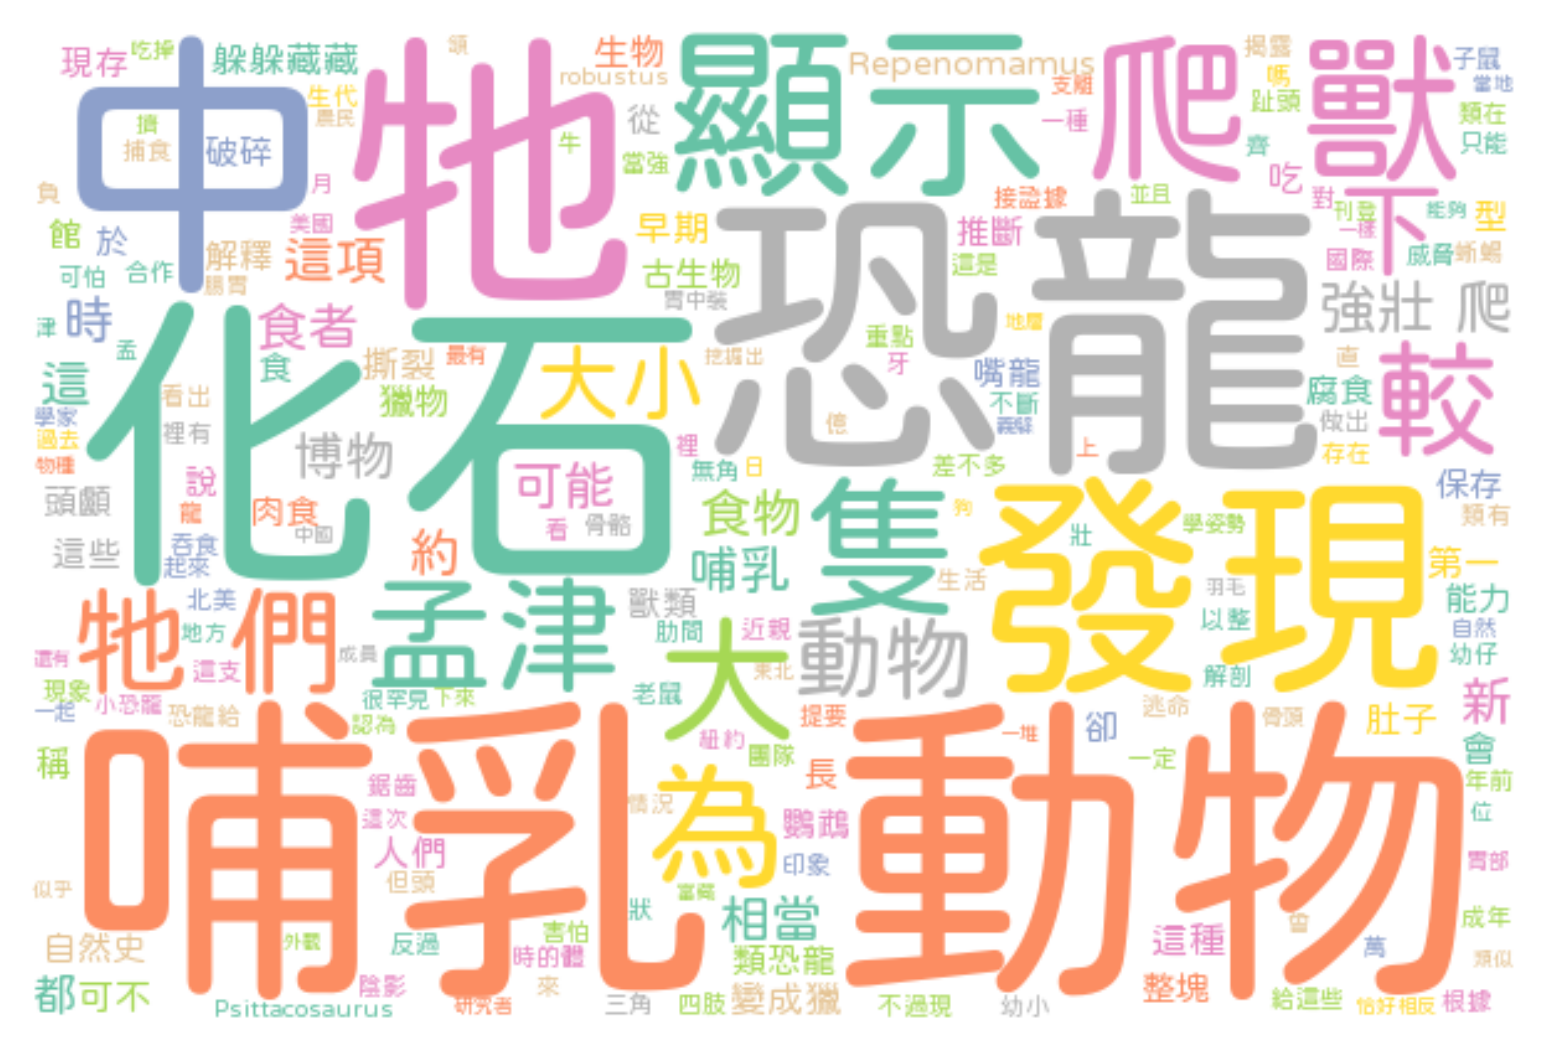 現存
吃掉
躲躲藏藏
頜
生物
robustus
顯示
Repenomamus
爬
揭露
獸
子鼠
中
牠
生代
農民
從
支離
嗎
當地
擠
捕食
破碎
牛
當強
一種
趾頭
類在
齊
只能
負
月
吃
美國
接證據
並且
對
下
刊登
能夠
型
一樣
館
於
解釋
這項
早期
恐龍
推斷
國際
威脅
蜥蜴
可怕
合作
腸胃
古生物
這是
胃中裝
強壯
爬
津
時
食者
化石
地層
重點
孟
食
撕裂
最有
大小
挖掘出
牙
嘴龍
直
較
這
看出
獵物
不斷
腐食
學家
裡有
億
做出
過去
博物
裡
上
存在
物種
可能
無角
日
差不多
說
保存
頭顱
龍
肉食
中國
看
骨骼
食物
隻
狗
發現
類有
學姿勢
壯
這些
吞食
約
起來
哺乳
生活
第一
羽毛
能力
牠們
北美
孟津
獸類
以整
自然
地方
肋間
近親
動物
幼仔
還有
這支
成員
大
東北
解剖
現象
小恐龍
很罕見
下來
老鼠
一起
恐龍給
認為
提要
逃命
骨頭
肚子
新
紐約
一堆
卻
稱
哺乳動物
團隊
一定
會
鋸齒
情況
為
長
年前
這次
鸚鵡
位
人們
印象
胃部
似乎
但頭
富藏
狀
相當
曾
成年
自然史
外觀
反過
害怕
這種
萬
時的體
類恐龍
類似
都
可不
陰影
來
整塊
Psittacosaurus
研究者
三角
四肢
變成獵
不過現
幼小
給這些
恰好相反
根據